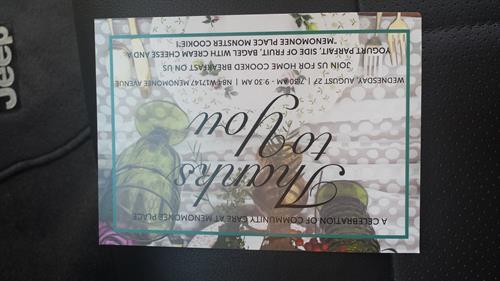 A CELEBRATION OF COMMUNITY CARE AT MENOMONEE PLACE
Thanks
to You
WEDNESDAY, AUGUST 27 | 7:30 AM - 9:30 AM | N84 W17147 MENOMONEE AVENUE
JOIN US FOR HOME COOKED BREAKFAST ON US
YOGURT PARFAIT, SIDE OF FRUIT, BAGEL WITH CREAM CHEESE AND A
"MENOMONEE PLACE MONSTER COOKIE"!
Jeep